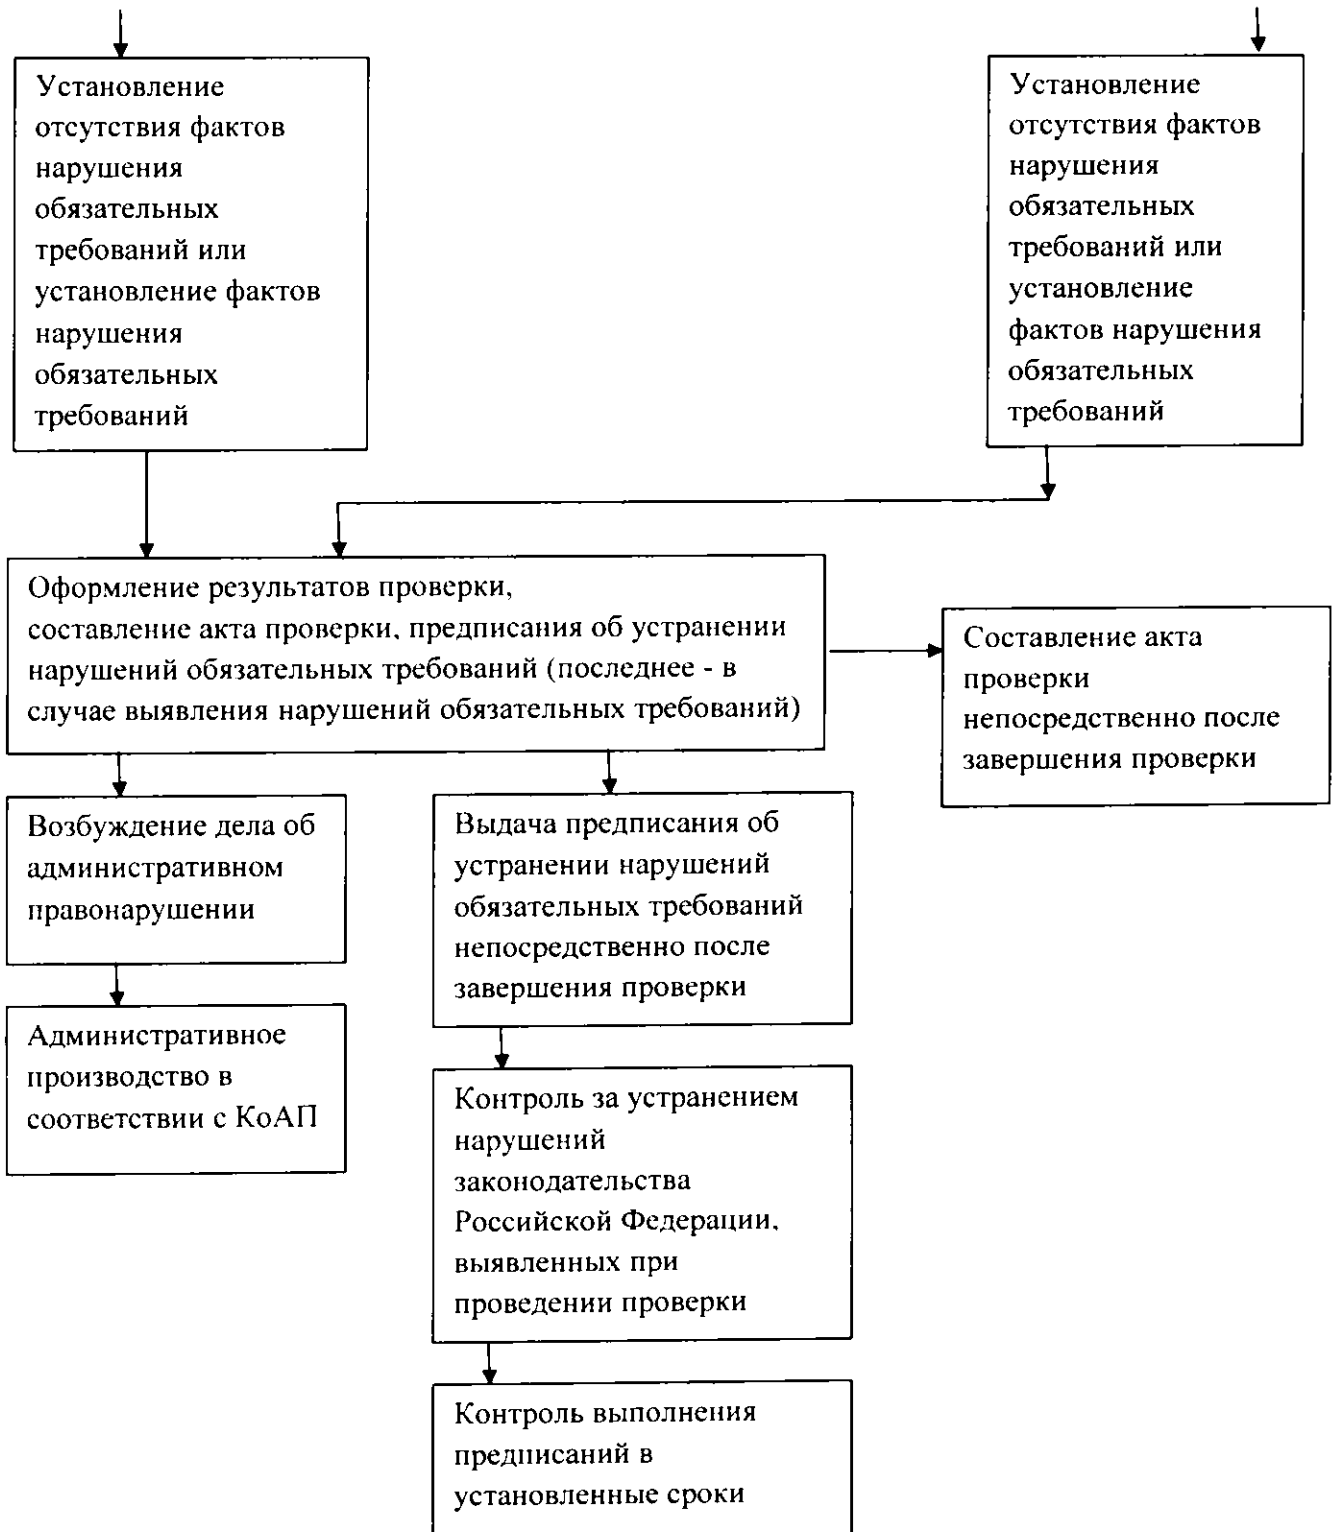 Установление
отсутствия фактов
нарушения
обязательных
требований или
установление фактов
нарушения
обязательных
требований
Установление
отсутствия фактов
нарушения
обязательных
требований или
установление
фактов нарушения
обязательных
требований
Оформление результатов проверки,
составление акта проверки, предписания об устранении
нарушений обязательных требований (последнее - в
случае выявления нарушений обязательных требований)
Составление акта
проверки
непосредственно после
завершения проверки
Возбуждение дела об
административном
правонарушении
Выдача предписания об
устранении нарушений
обязательных требований
непосредственно после
завершения проверки
Административное
производство в
соответствии с КоАП
Контроль за устранением
нарушений
законодательства
Российской Федерации,
выявленных при
проведении проверки
Контроль выполнения
предписаний в
установленные сроки